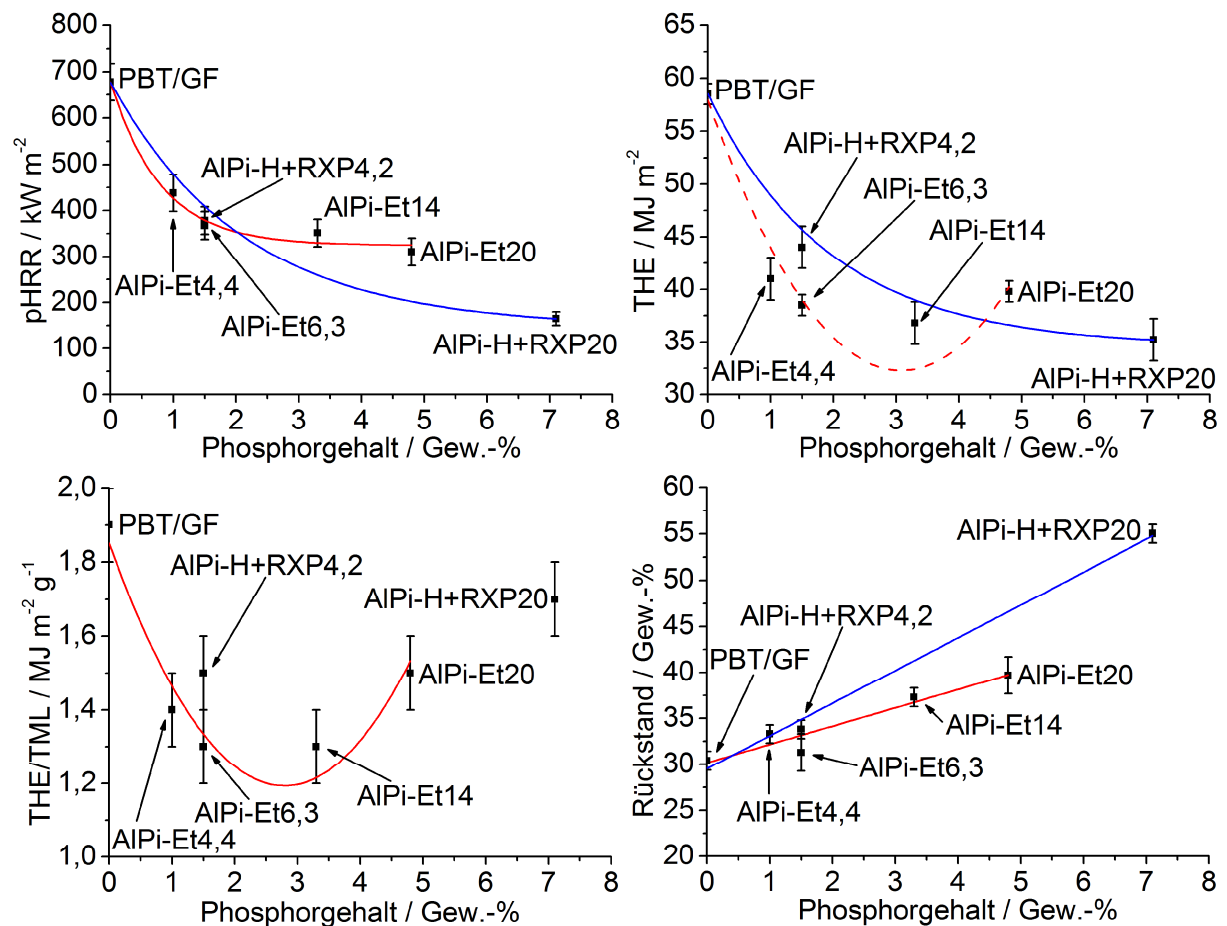 800
700
600
500
400
300
200
100
0
pHRR / kW m⁻²
PBT/GF
AlPi-H+RXP4,2
AlPi-Et14
AlPi-Et20
AlPi-Et4,4
AlPi-Et6,3
AlPi-H+RXP20
0 1 2 3 4 5 6 7 8
Phosphorgehalt / Gew.-%
65
60
55
50
45
40
35
30
THE / MJ m⁻²
PBT/GF
AlPi-H+RXP4,2
AlPi-Et6,3
AlPi-Et14
AlPi-Et20
AlPi-Et4,4
AlPi-H+RXP20
0 1 2 3 4 5 6 7 8
Phosphorgehalt / Gew.-%
2,0
1,8
1,6
1,4
1,2
1,0
THE/TML / MJ m⁻² g⁻¹
PBT/GF
AlPi-H+RXP4,2
AlPi-H+RXP20
AlPi-Et20
AlPi-Et14
AlPi-Et6,3
AlPi-Et4,4
0 1 2 3 4 5 6 7 8
Phosphorgehalt / Gew.-%
60
55
50
45
40
35
30
25
20
Rückstand / Gew.-%
AlPi-H+RXP20
AlPi-H+RXP4,2
PBT/GF
AlPi-Et20
AlPi-Et14
AlPi-Et6,3
AlPi-Et4,4
0 1 2 3 4 5 6 7 8
Phosphorgehalt / Gew.-%